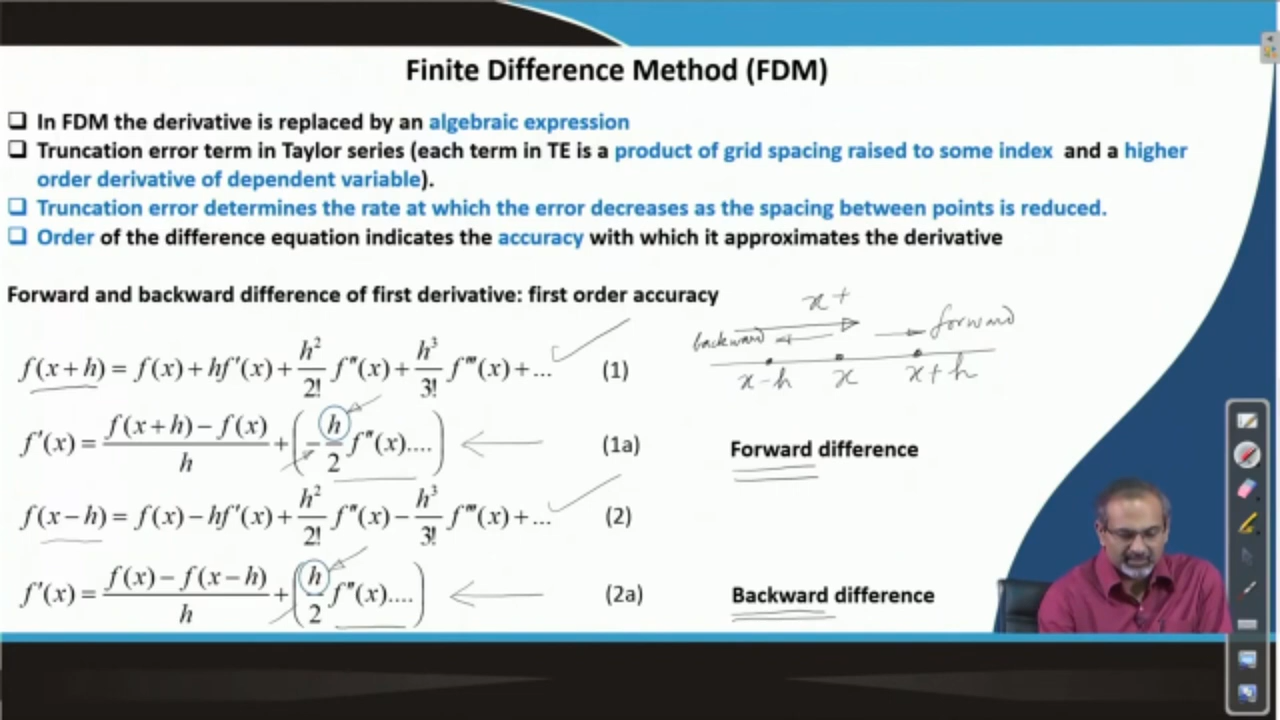 Finite Difference Method (FDM)
❑ In FDM the derivative is replaced by an algebraic expression
❑ Truncation error term in Taylor series (each term in TE is a product of grid spacing raised to some index and a higher
order derivative of dependent variable).
❑ Truncation error determines the rate at which the error decreases as the spacing between points is reduced.
❑ Order of the difference equation indicates the accuracy with which it approximates the derivative
Forward and backward difference of first derivative: first order accuracy
x +
backward
forward
x-h x x+h
f(x+h) = f(x) + hf'(x) + h²/2! f''(x) + h³/3! f'''(x) + ... (1)
f'(x) = (f(x+h) − f(x))/h + (−h/2 f''(x)....) (1a) Forward difference
f(x−h) = f(x) − hf'(x) + h²/2! f''(x) − h³/3! f'''(x) + ... (2)
f'(x) = (f(x) − f(x−h))/h + (h/2 f''(x)....) (2a) Backward difference